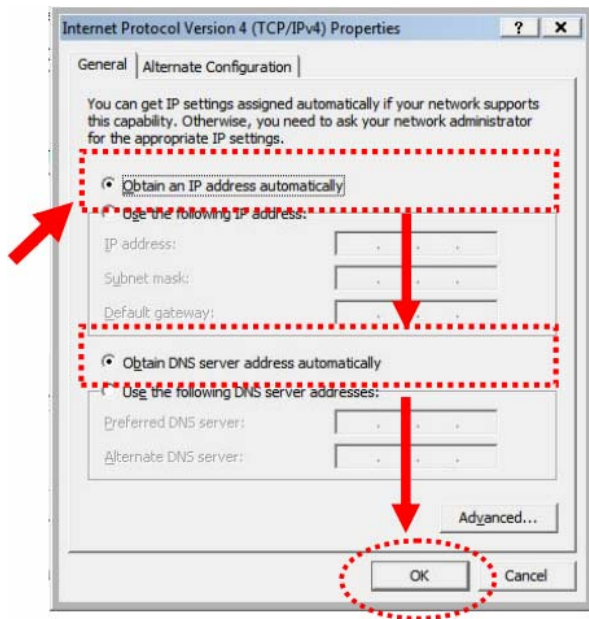 Internet Protocol Version 4 (TCP/IPv4) Properties
General
Alternate Configuration
You can get IP settings assigned automatically if your network supports
this capability. Otherwise, you need to ask your network administrator
for the appropriate IP settings.
Obtain an IP address automatically
Use the following IP address:
IP address:
Subnet mask:
Default gateway:
Obtain DNS server address automatically
Use the following DNS server addresses:
Preferred DNS server:
Alternate DNS server:
Advanced...
OK
Cancel